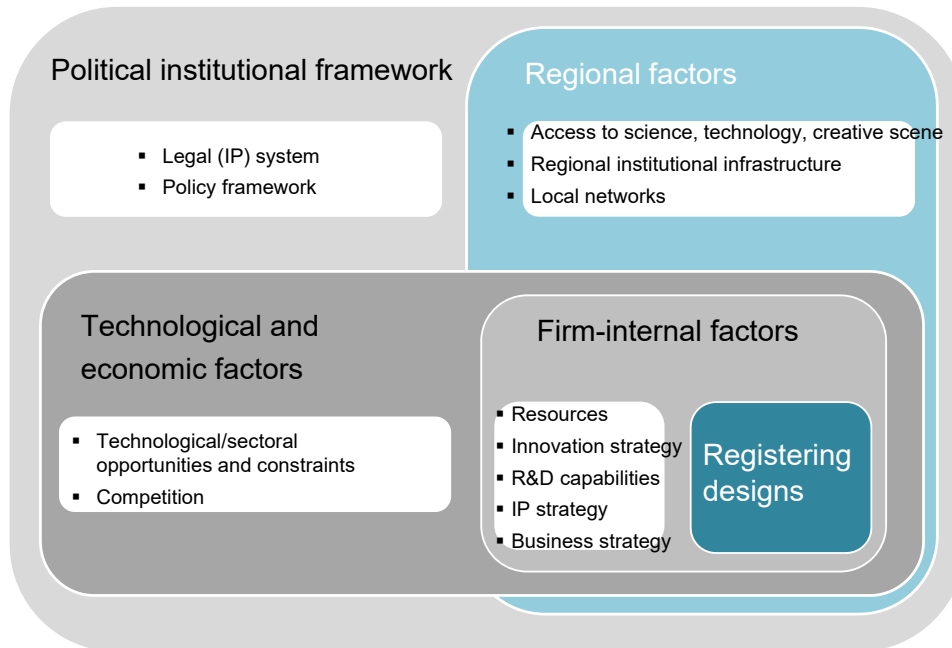 Political institutional framework
▪ Legal (IP) system
▪ Policy framework
Regional factors
▪ Access to science, technology, creative scene
▪ Regional institutional infrastructure
▪ Local networks
Technological and
economic factors
▪ Technological/sectoral
opportunities and constraints
▪ Competition
Firm-internal factors
▪ Resources
▪ Innovation strategy
▪ R&D capabilities
▪ IP strategy
▪ Business strategy
Registering
designs